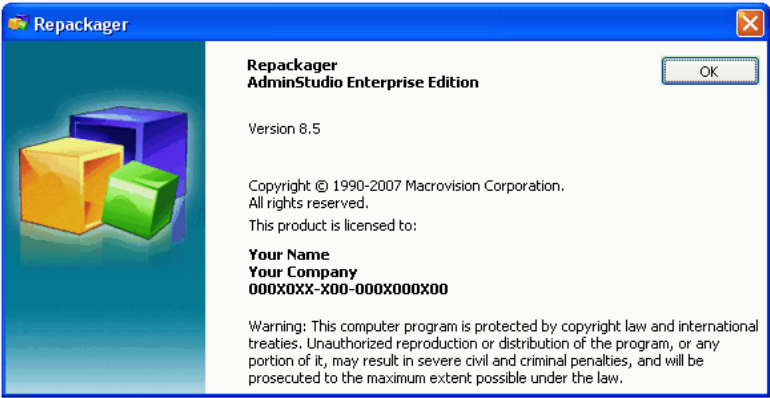 Repackager
Repackager
AdminStudio Enterprise Edition
OK
Version 8.5
Copyright © 1990-2007 Macrovision Corporation.
All rights reserved.
This product is licensed to:
Your Name
Your Company
000X0XX-X00-000X000X00
Warning: This computer program is protected by copyright law and international
treaties. Unauthorized reproduction or distribution of the program, or any
portion of it, may result in severe civil and criminal penalties, and will be
prosecuted to the maximum extent possible under the law.